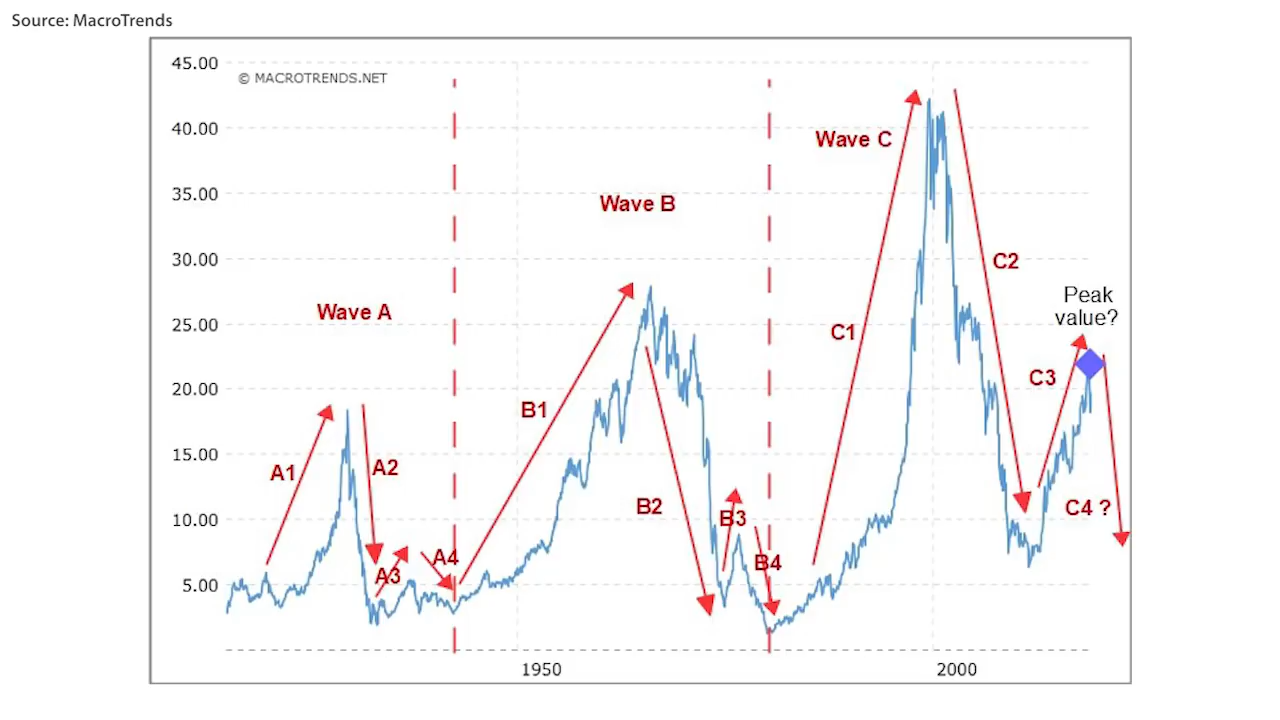 Source: MacroTrends
© MACROTRENDS.NET
45.00
40.00
35.00
30.00
25.00
20.00
15.00
10.00
5.00
1950
2000
Wave A
Wave B
Wave C
A1
A2
A3
A4
B1
B2
B3
B4
C1
C2
C3
C4 ?
Peak
value?